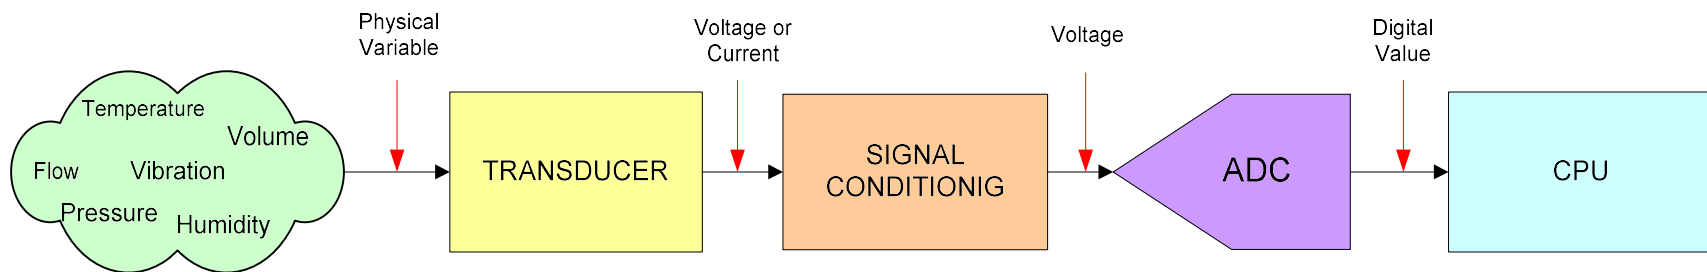 Physical
Variable
Voltage or
Current
Voltage
Digital
Value
Temperature
Volume
Flow
Vibration
Pressure
Humidity
TRANSDUCER
SIGNAL
CONDITIONIG
ADC
CPU